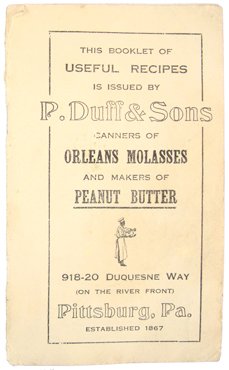 THIS BOOKLET OF
USEFUL RECIPES
IS ISSUED BY
P. Duff & Sons
CANNERS OF
ORLEANS MOLASSES
AND MAKERS OF
PEANUT BUTTER
918-20 DUQUESNE WAY
(ON THE RIVER FRONT)
Pittsburg, Pa.
ESTABLISHED 1867